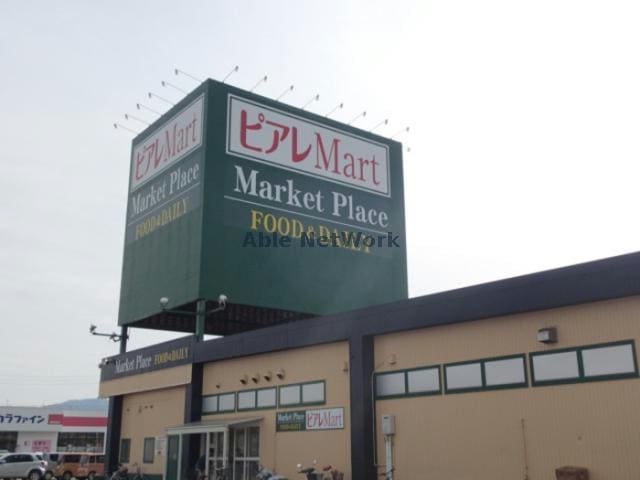 ピアレMart
Market Place
FOOD & DAILY
ピアレMart
Market Place
FOOD & DAILY
Able NetWork
Market Place FOOD & DAILY
Market Place
ピアレMart
カラファイン